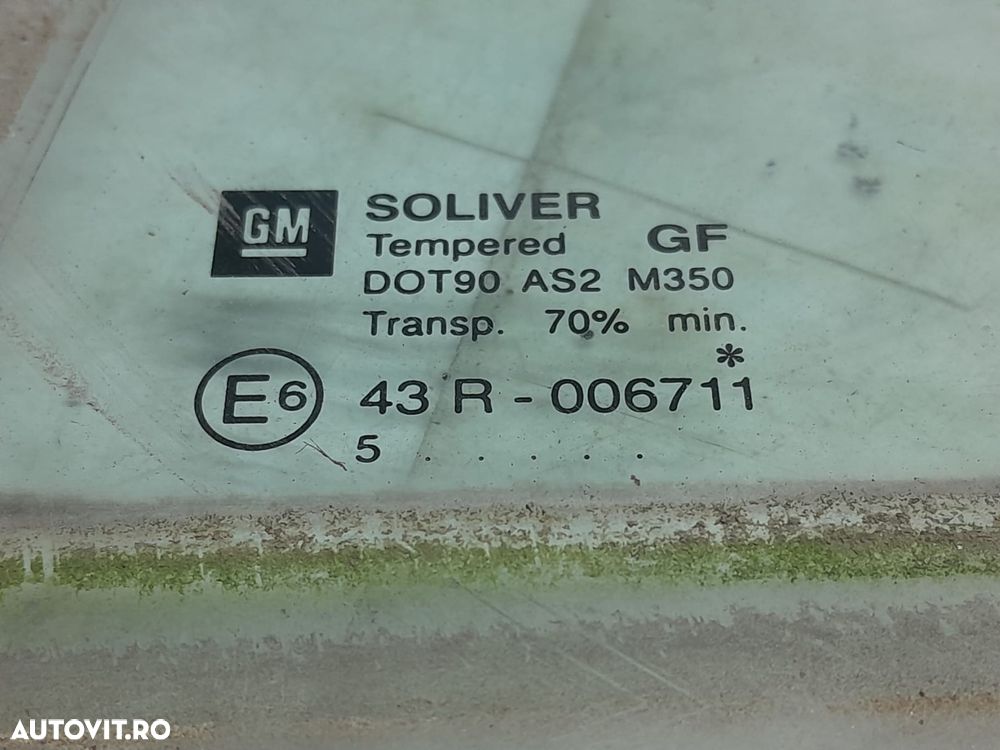 GM
SOLIVER
Tempered GF
DOT90 AS2 M350
Transp. 70% min.
*
E6 43 R - 006711
5 . . . . .
AUTOVIT.RO